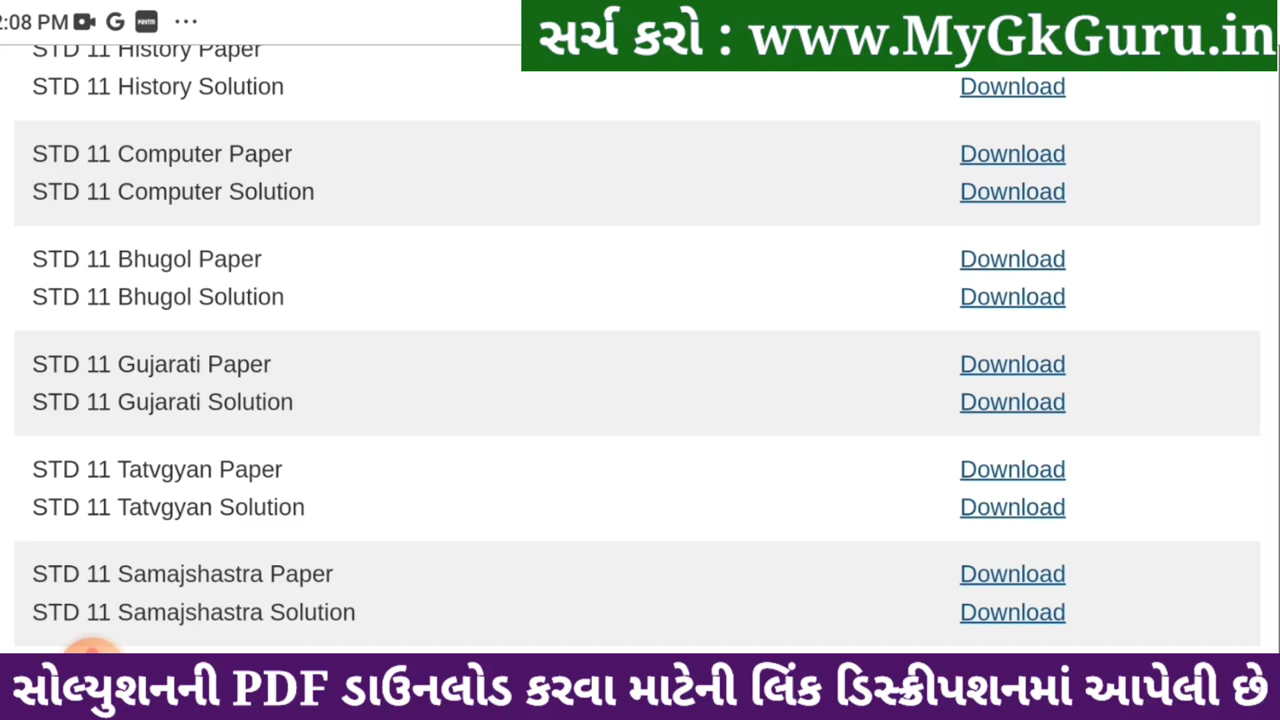 2:08 PM
સર્ચ કરો : www.MyGkGuru.in
STD 11 History Paper
STD 11 History Solution Download
STD 11 Computer Paper Download
STD 11 Computer Solution Download
STD 11 Bhugol Paper Download
STD 11 Bhugol Solution Download
STD 11 Gujarati Paper Download
STD 11 Gujarati Solution Download
STD 11 Tatvgyan Paper Download
STD 11 Tatvgyan Solution Download
STD 11 Samajshastra Paper Download
STD 11 Samajshastra Solution Download
સોલ્યુશનની PDF ડાઉનલોડ કરવા માટેની લિંક ડિસ્ક્રીપશનમાં આપેલી છે